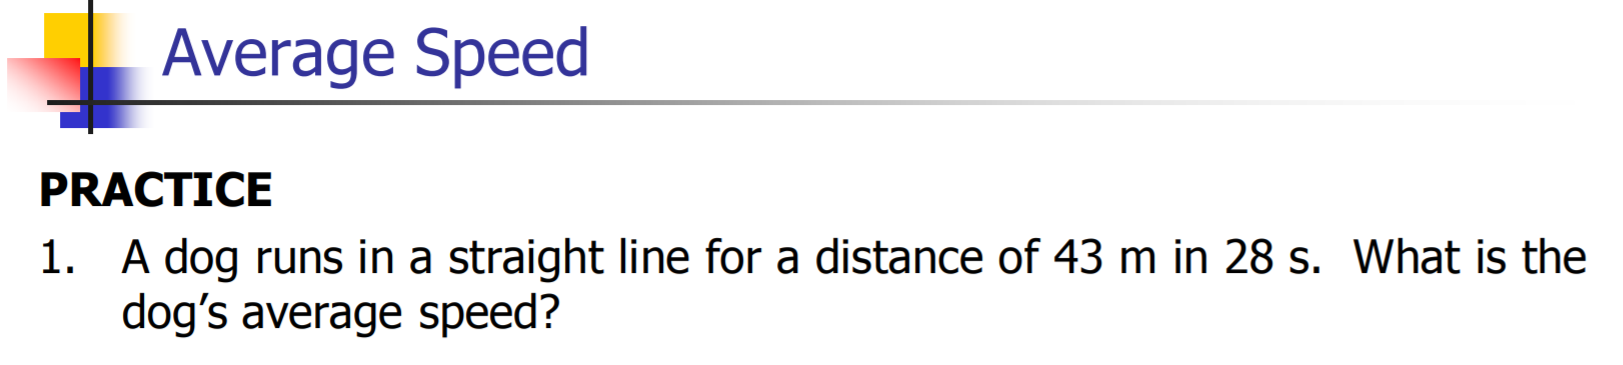 Average Speed
PRACTICE
1. A dog runs in a straight line for a distance of 43 m in 28 s. What is the
dog’s average speed?